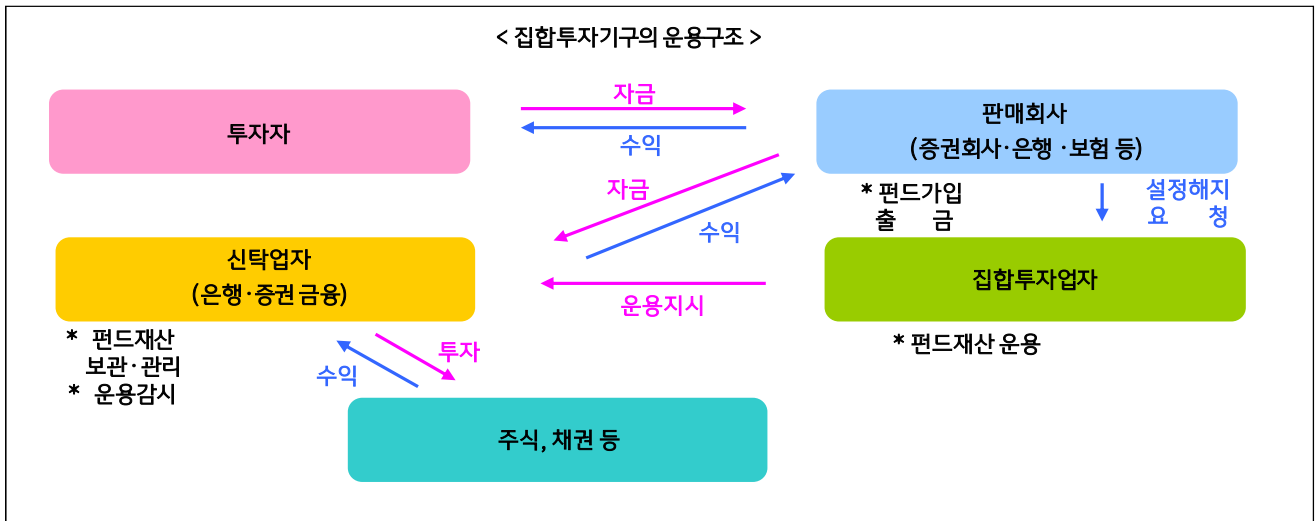 < 집합투자기구의 운용구조 >
투자자
자금
수익
판매회사
(증권회사·은행 ·보험 등)
자금
수익
* 펀드가입
출 금
설정해지
요 청
신탁업자
(은행·증권 금융)
운용지시
집합투자업자
* 펀드재산
보관·관리
* 운용감시
수익
투자
* 펀드재산 운용
주식, 채권 등